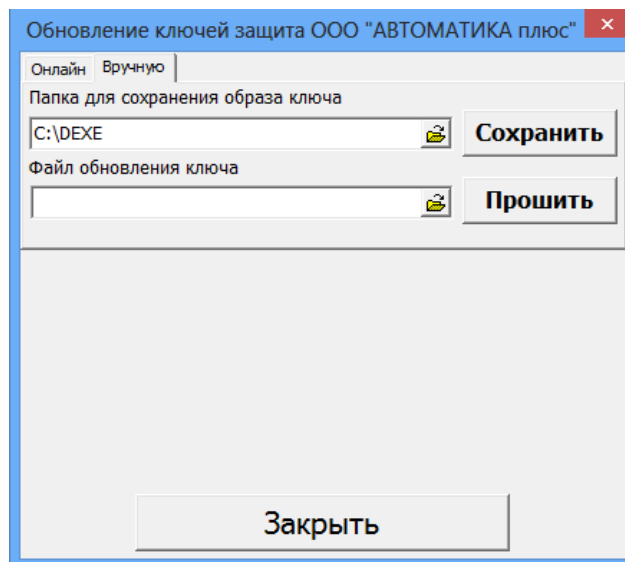 Обновление ключей защита ООО "АВТОМАТИКА плюс"
Онлайн Вручную
Папка для сохранения образа ключа
C:\DEXE Сохранить
Файл обновления ключа
Прошить
Закрыть